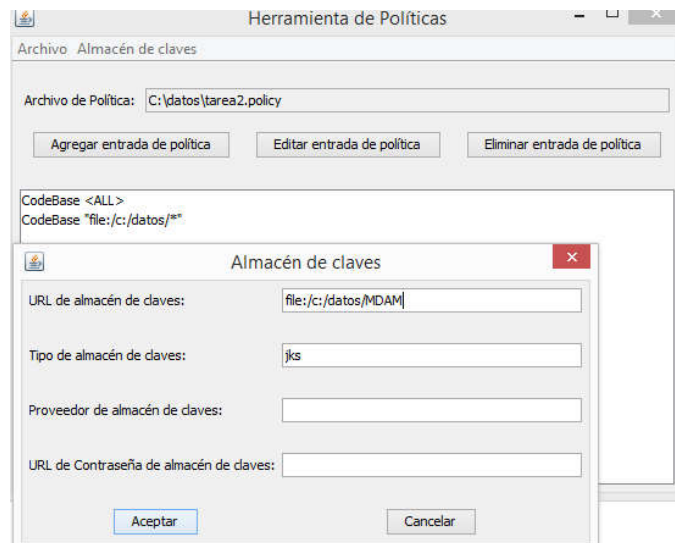 Herramienta de Políticas
Archivo Almacén de claves
Archivo de Política: C:\datos\tarea2.policy
Agregar entrada de política Editar entrada de política Eliminar entrada de política
CodeBase <ALL>
CodeBase "file:/c:/datos/*"
Almacén de claves
URL de almacén de claves: file:/c:/datos/MDAM
Tipo de almacén de claves: jks
Proveedor de almacén de claves:
URL de Contraseña de almacén de claves:
Aceptar Cancelar